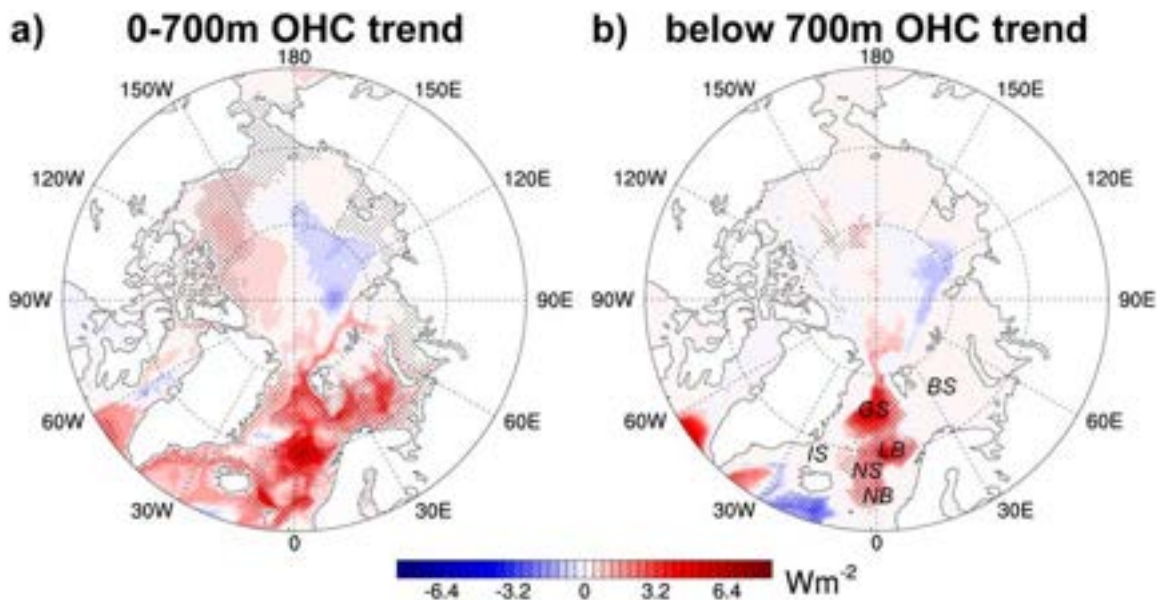 a) 0-700m OHC trend
180
150W
150E
120W
120E
90W
90E
60W
60E
30W
30E
0
b) below 700m OHC trend
180
150W
150E
120W
120E
90W
90E
BS
GS
60W
60E
LB
IS
NS
NB
30W
30E
0
-6.4 -3.2 0 3.2 6.4 Wm-2